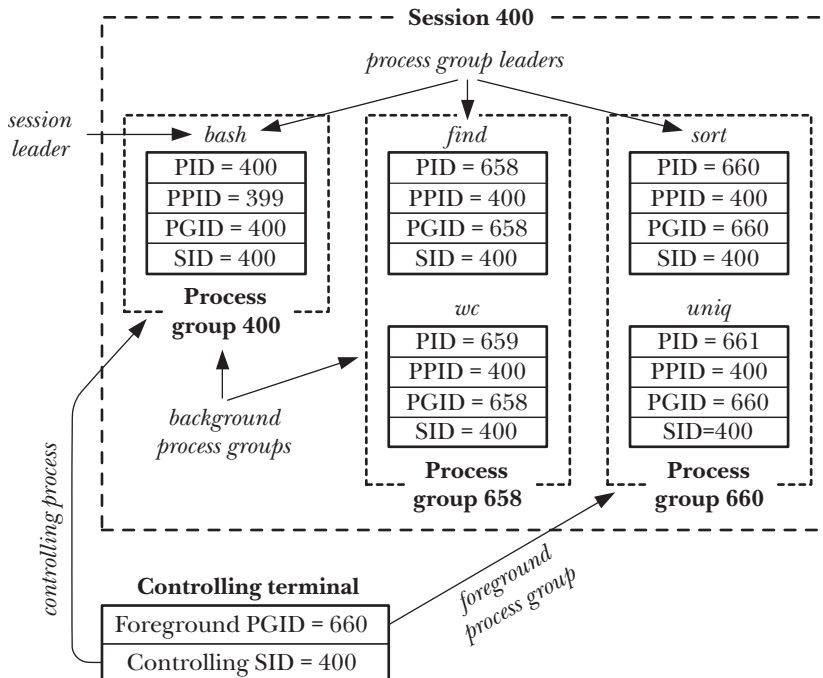 Session 400
process group leaders
session
leader
bash
PID = 400
PPID = 399
PGID = 400
SID = 400
Process
group 400
find
PID = 658
PPID = 400
PGID = 658
SID = 400
wc
PID = 659
PPID = 400
PGID = 658
SID = 400
Process
group 658
sort
PID = 660
PPID = 400
PGID = 660
SID = 400
uniq
PID = 661
PPID = 400
PGID = 660
SID=400
Process
group 660
background
process groups
controlling process
foreground
process group
Controlling terminal
Foreground PGID = 660
Controlling SID = 400